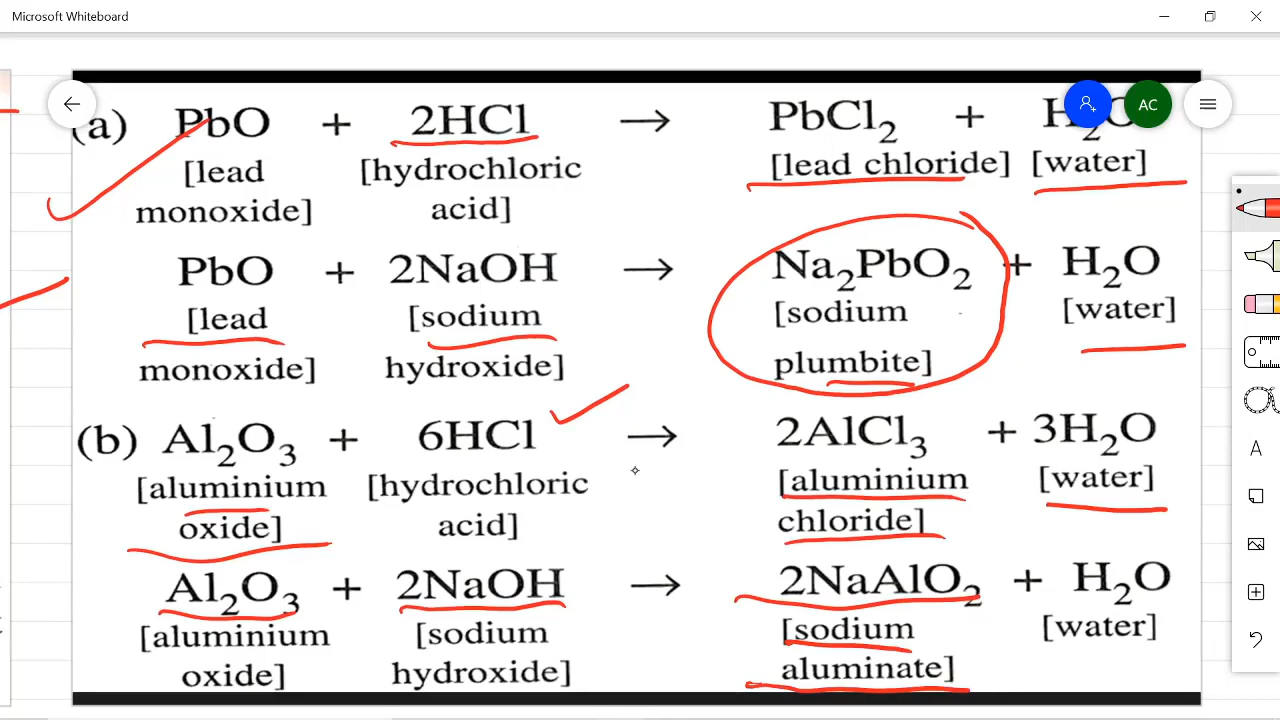 Microsoft Whiteboard
(a) PbO + 2HCl → PbCl₂ + H₂O
[lead [hydrochloric [lead chloride] [water]
monoxide] acid]
PbO + 2NaOH → Na₂PbO₂ + H₂O
[lead [sodium [sodium [water]
monoxide] hydroxide] plumbite]
(b) Al₂O₃ + 6HCl → 2AlCl₃ + 3H₂O
[aluminium [hydrochloric [aluminium [water]
oxide] acid] chloride]
Al₂O₃ + 2NaOH → 2NaAlO₂ + H₂O
[aluminium [sodium [sodium [water]
oxide] hydroxide] aluminate]
AC
A